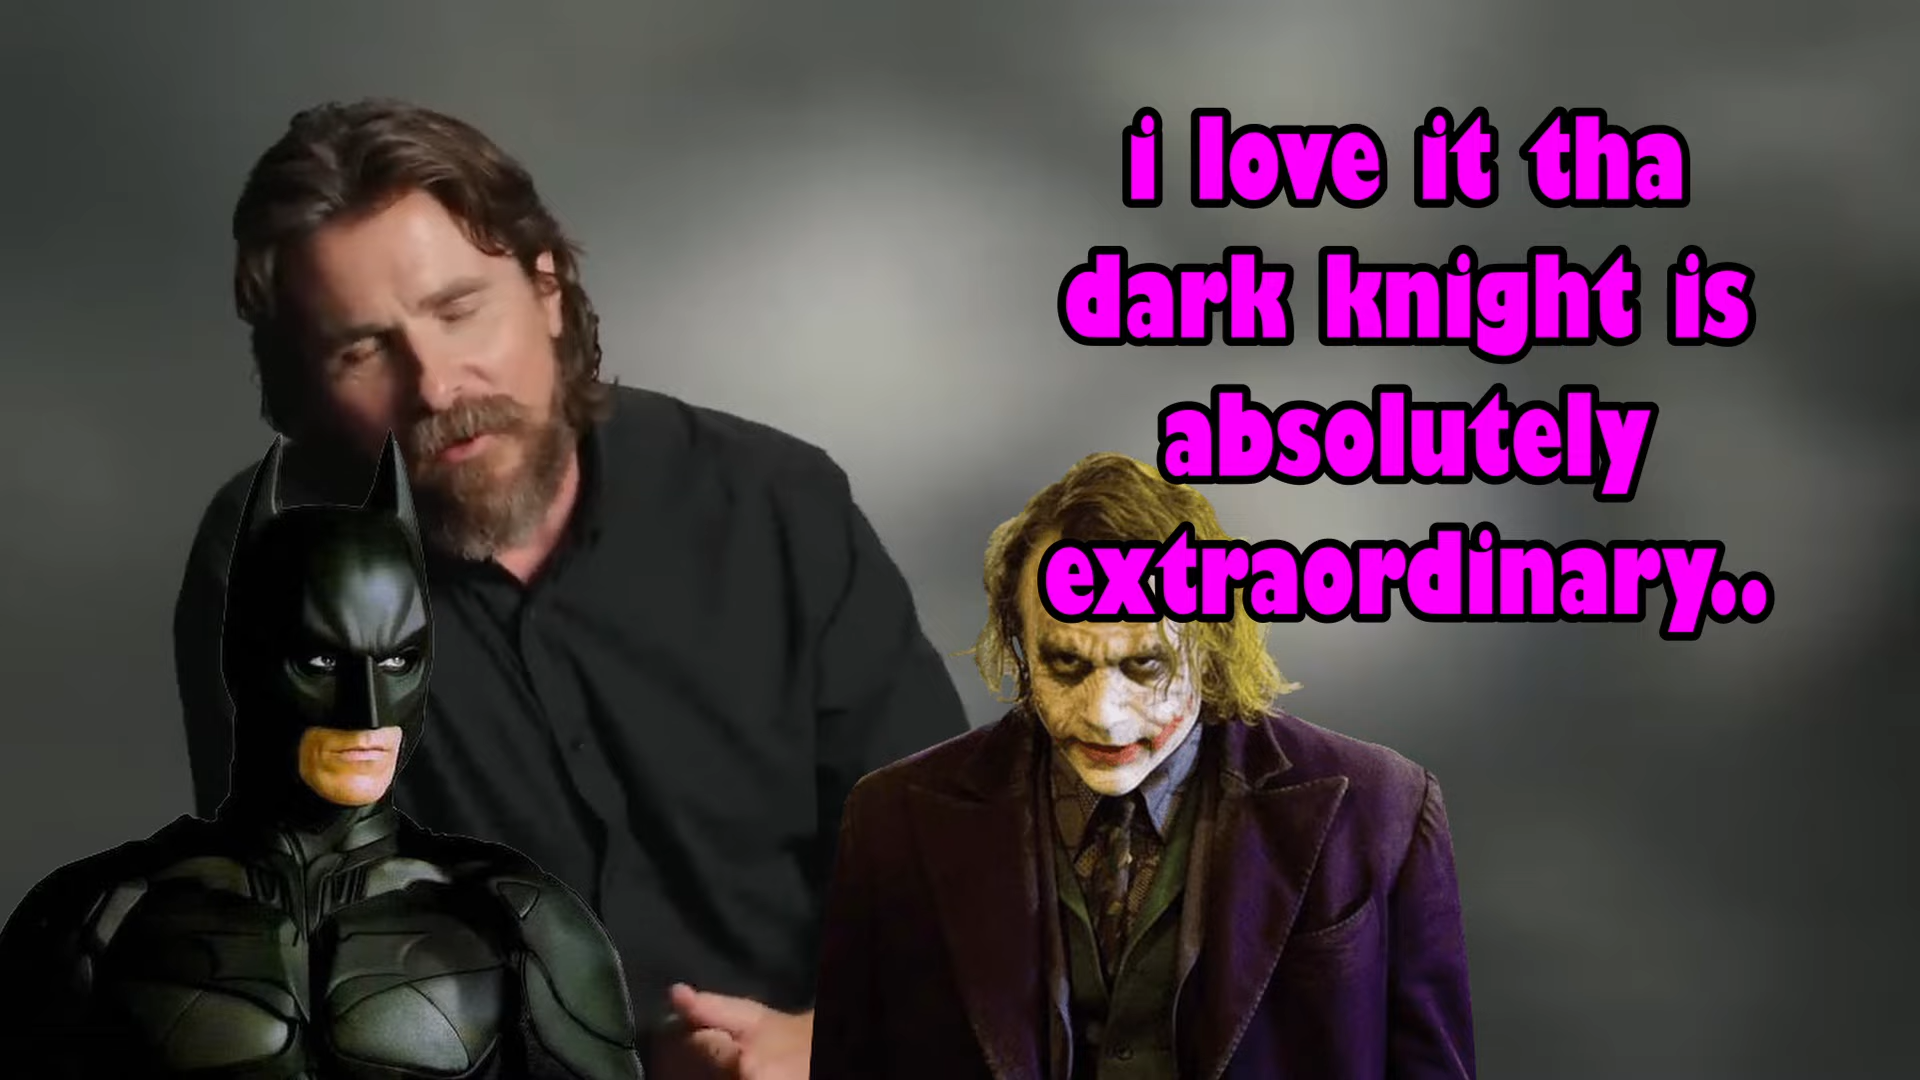 i love it tha
dark knight is
absolutely
extraordinary..